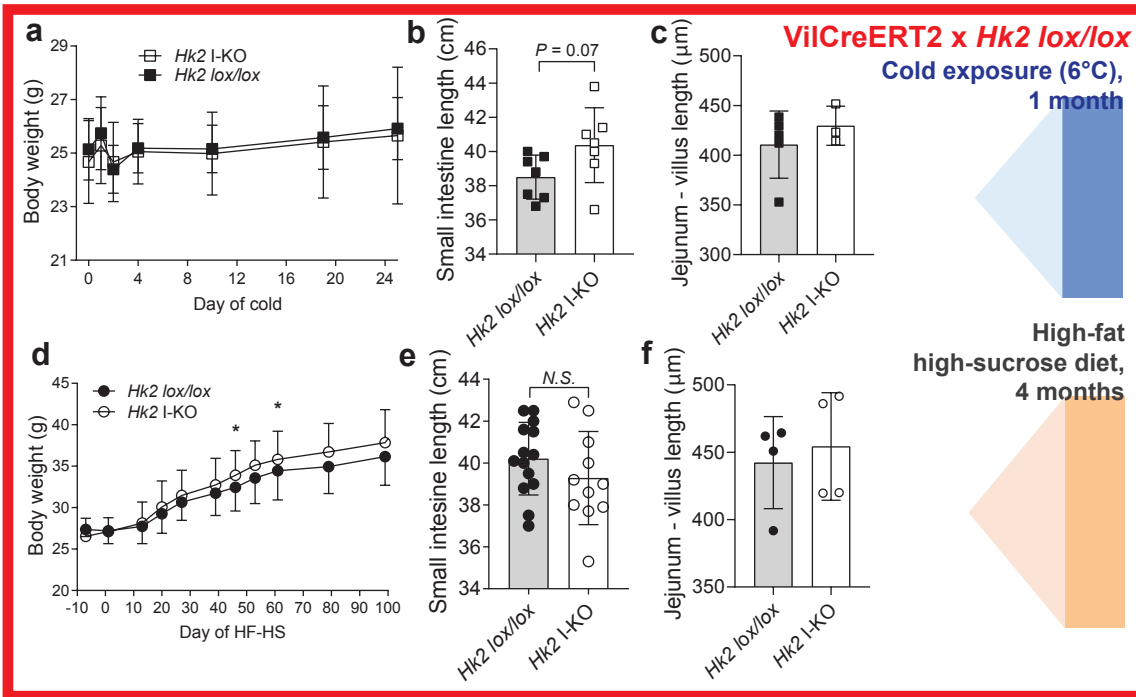 a
Body weight (g)
29
27
25
23
21
Hk2 I-KO
Hk2 lox/lox
0
4
8
12
16
20
24
Day of cold
b
Small intestine length (cm)
46
44
42
40
38
36
34
P = 0.07
Hk2 lox/lox
Hk2 I-KO
c
Jejunum - villus length (µm)
500
450
400
350
300
Hk2 lox/lox
Hk2 I-KO
VilCreERT2 x Hk2 lox/lox
Cold exposure (6°C),
1 month
d
Body weight (g)
45
40
35
30
25
20
Hk2 lox/lox
Hk2 I-KO
*
*
-10
0
10
20
30
40
50
60
70
80
90
100
Day of HF-HS
e
Small intesine length (cm)
44
42
40
38
36
34
N.S.
Hk2 lox/lox
Hk2 I-KO
f
Jejunum - villus length (µm)
500
450
400
350
Hk2 lox/lox
Hk2 I-KO
High-fat
high-sucrose diet,
4 months